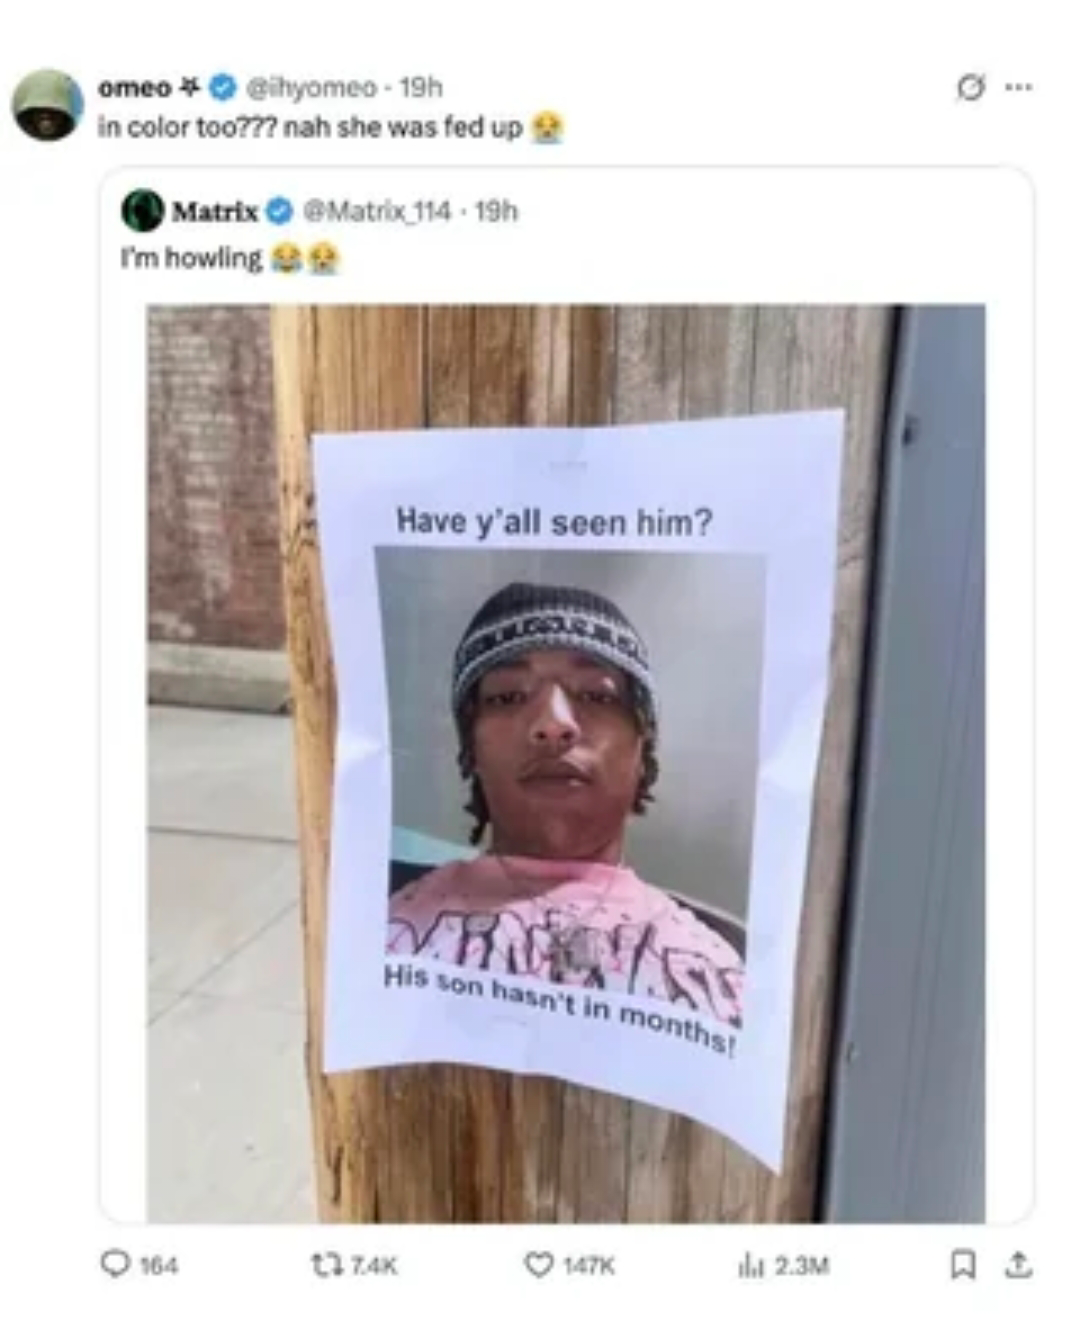 omeo ⛧ @ihyomeo · 19h
in color too??? nah she was fed up 😭
Matrix @Matrix_114 · 19h
I'm howling 😂😭
Have y'all seen him?
His son hasn't in months!
164 7.4K 147K 2.3M